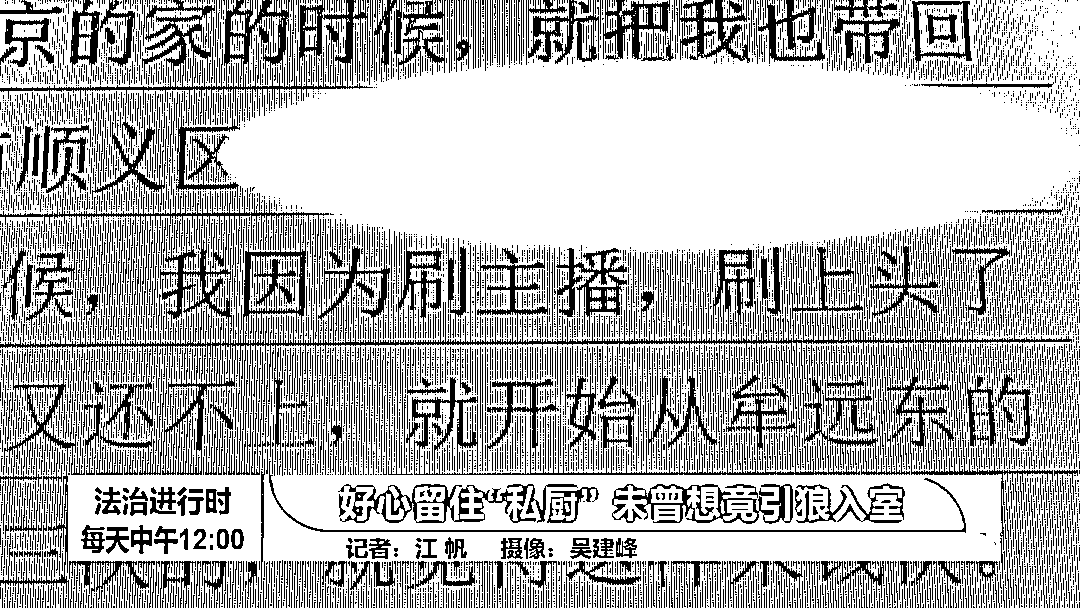 京的家的时候，就把我也带回
顺义区
候，我因为刷主播，刷上头了
又还不上，就开始从牟远东的
法治进行时
每天中午12:00
好心留住“私厨” 未曾想竟引狼入室
记者：江 帆 摄像：吴建峰